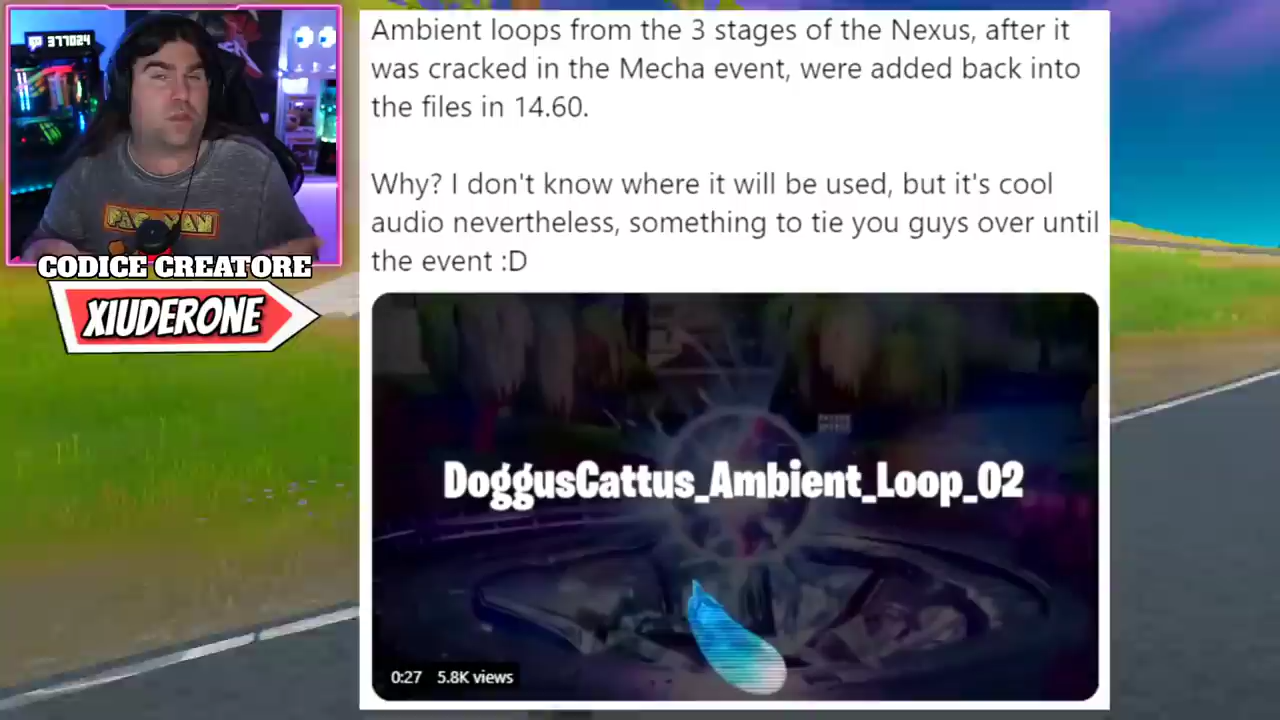 377024
PAC-MAN
CODICE CREATORE
XIUDERONE
Ambient loops from the 3 stages of the Nexus, after it
was cracked in the Mecha event, were added back into
the files in 14.60.
Why? I don't know where it will be used, but it's cool
audio nevertheless, something to tie you guys over until
the event :D
DoggusCattus_Ambient_Loop_02
0:27 5.8K views